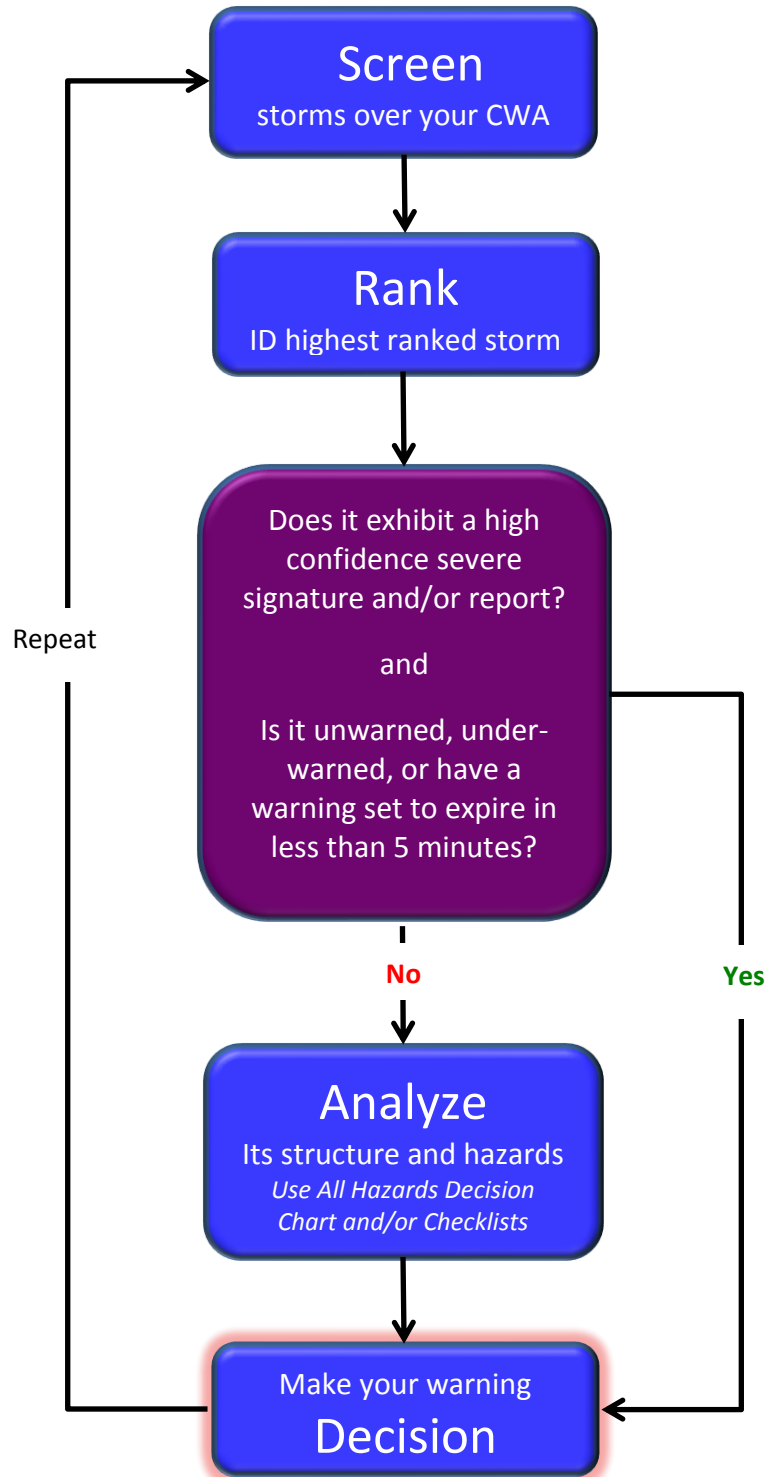 Screen
storms over your CWA
Rank
ID highest ranked storm
Does it exhibit a high
confidence severe
signature and/or report?
and
Is it unwarned, under-
warned, or have a
warning set to expire in
less than 5 minutes?
Repeat
No
Yes
Analyze
Its structure and hazards
Use All Hazards Decision
Chart and/or Checklists
Make your warning
Decision